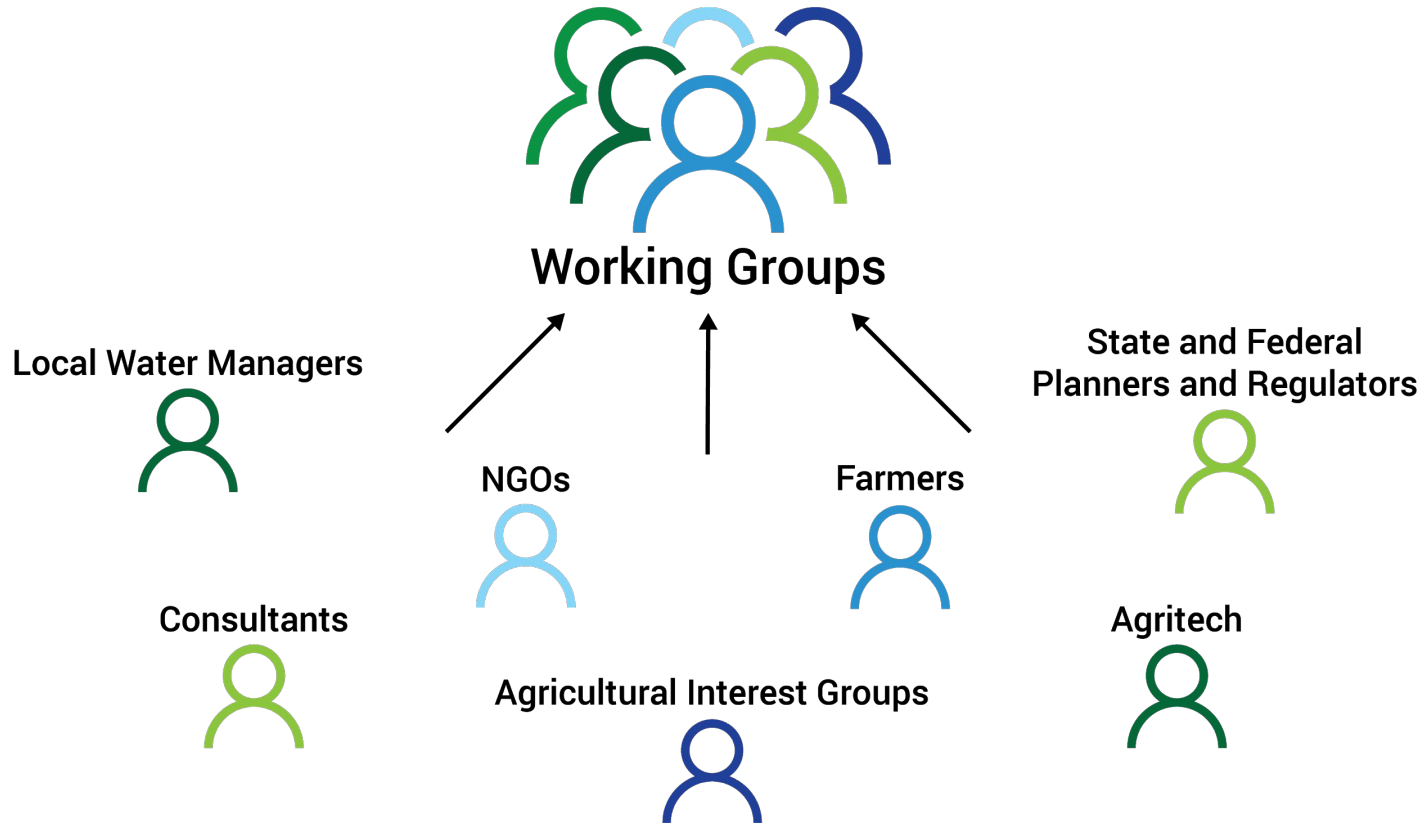 Working Groups
Local Water Managers
State and Federal
Planners and Regulators
NGOs
Farmers
Consultants
Agritech
Agricultural Interest Groups